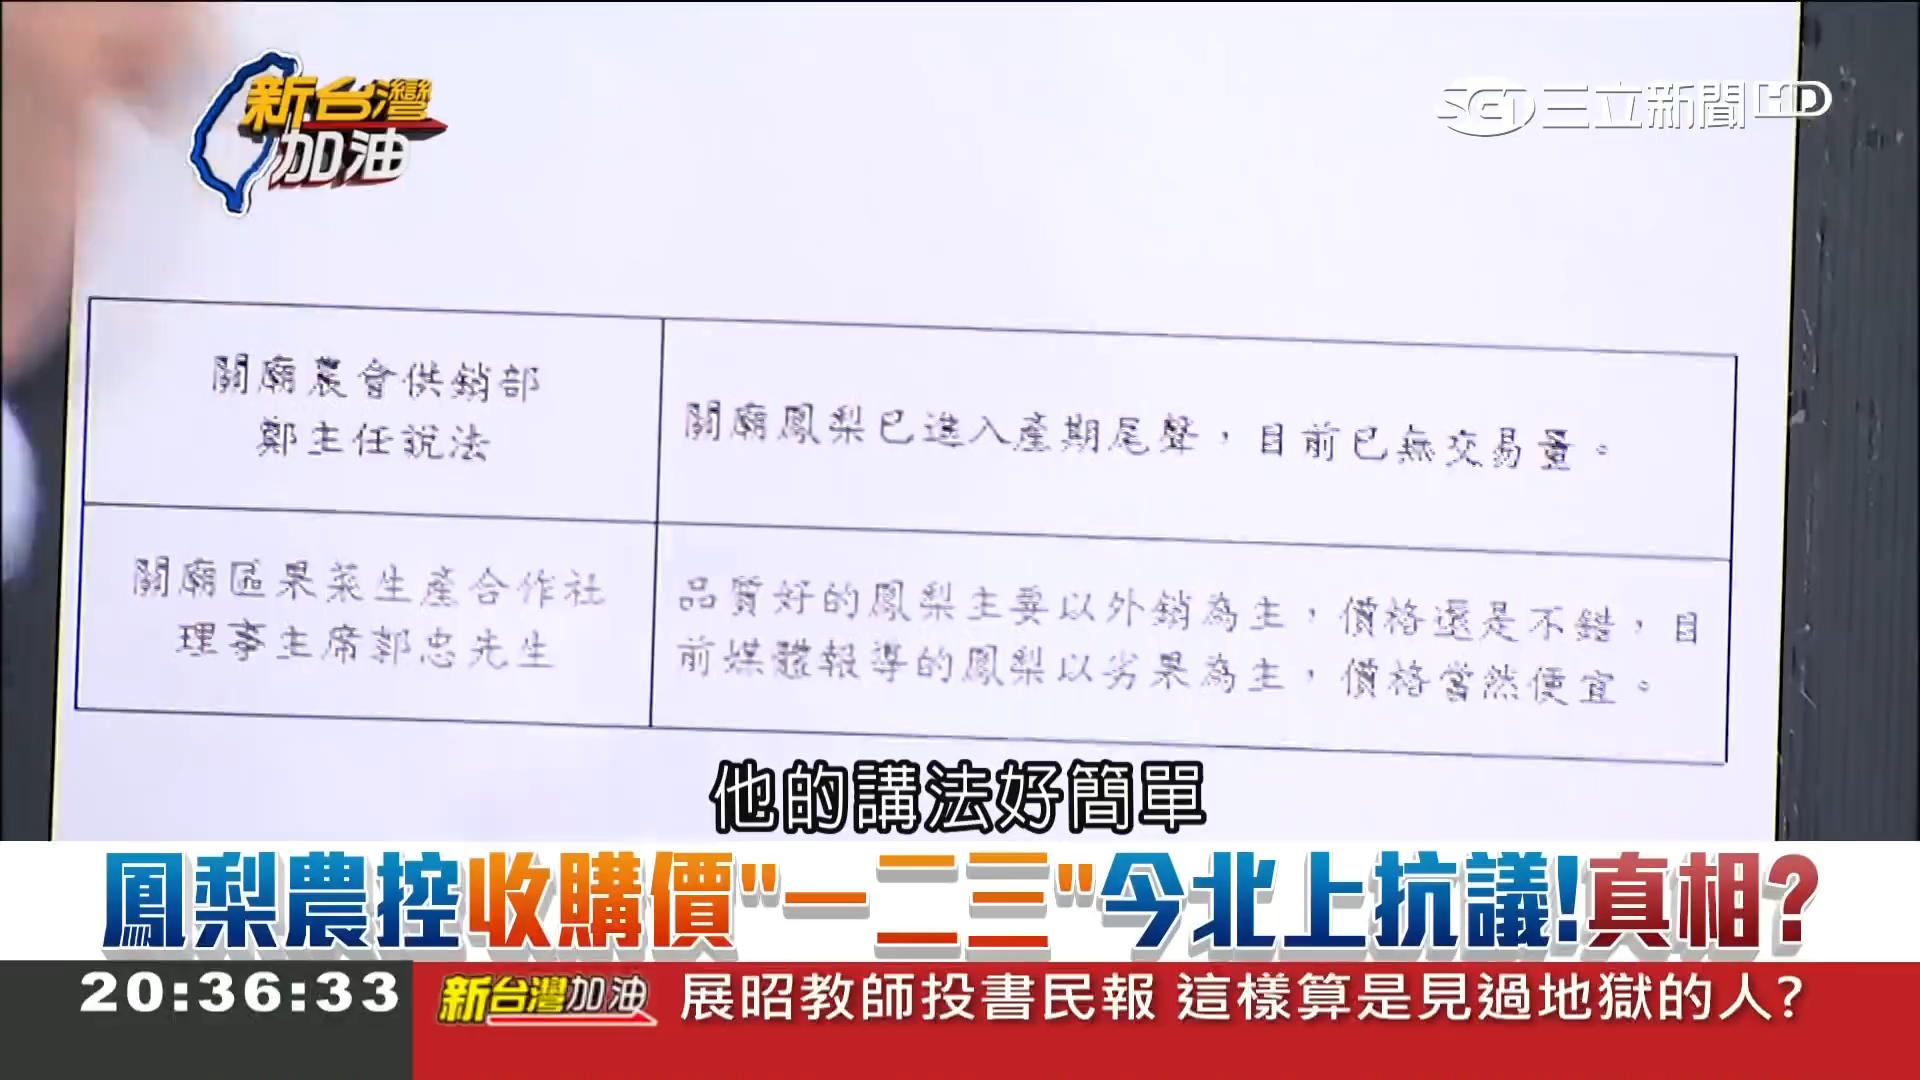 新台灣
加油
SET三立新聞HD
關廟農會供銷部
鄭主任說法
關廟鳳梨已進入產期尾聲，目前已無交易量。
關廟區果菜生產合作社
理事主席郭忠先生
品質好的鳳梨主要以外銷為主，價格還是不錯，目
前媒體報導的鳳梨以劣果為主，價格當然便宜。
他的講法好簡單
鳳梨農控收購價"一二三"今北上抗議!真相?
20:36:33
新台灣加油
展昭教師投書民報 這樣算是見過地獄的人?